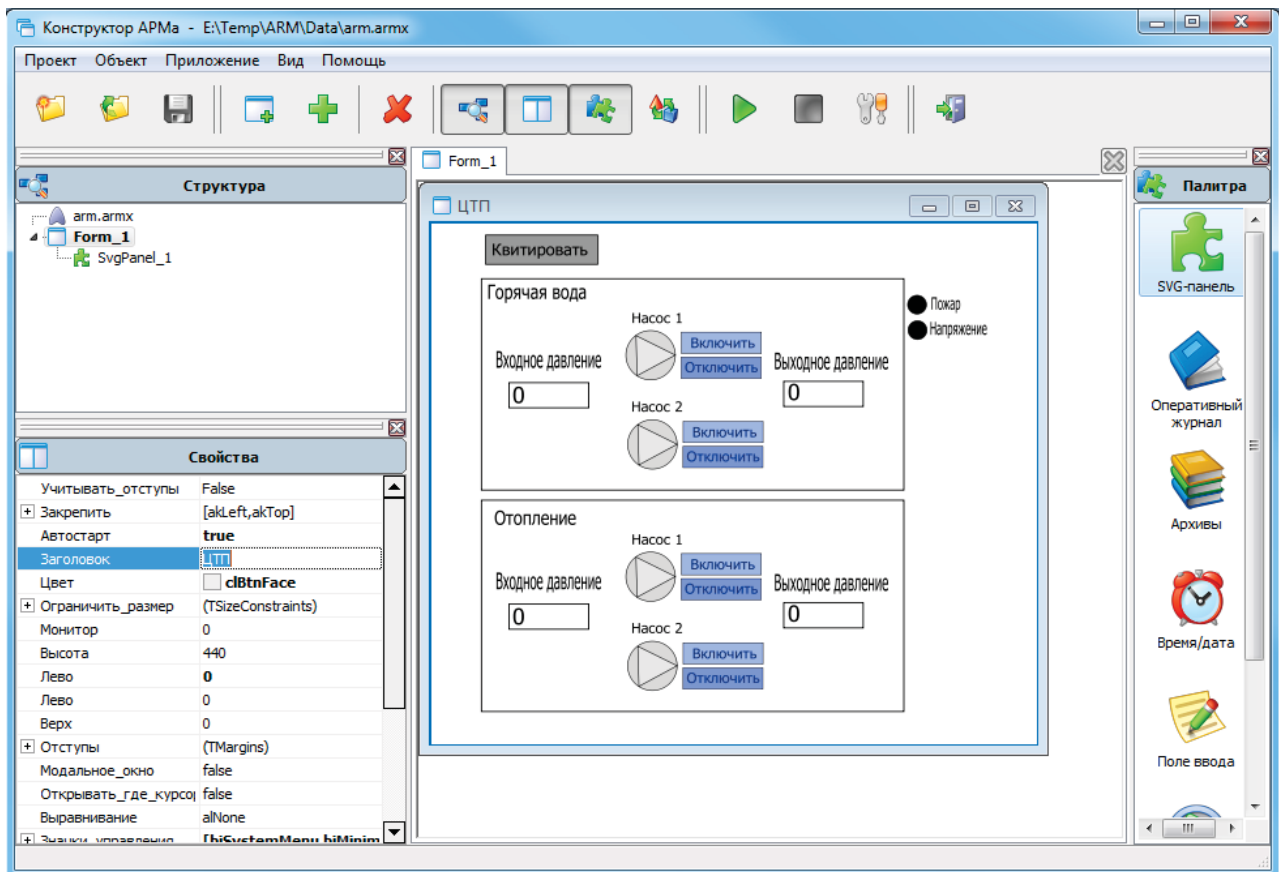 Конструктор АРМа - E:\Temp\ARM\Data\arm.armx
Проект Объект Приложение Вид Помощь
Структура
arm.armx
Form_1
SvgPanel_1
Свойства
Учитывать_отступы False
Закрепить [akLeft,akTop]
Автостарт true
Заголовок ЦТП
Цвет clBtnFace
Ограничить_размер (TSizeConstraints)
Монитор 0
Высота 440
Лево 0
Лево 0
Верх 0
Отступы (TMargins)
Модальное_окно false
Открывать_где_курсор false
Выравнивание alNone
Значки_управления [biSystemMenu,biMinim
Form_1
ЦТП
Квитировать
Горячая вода
Насос 1
Включить
Отключить
Входное давление
0
Выходное давление
0
Насос 2
Включить
Отключить
Пожар
Напряжение
Отопление
Насос 1
Включить
Отключить
Входное давление
0
Выходное давление
0
Насос 2
Включить
Отключить
Палитра
SVG-панель
Оперативный
журнал
Архивы
Время/дата
Поле ввода